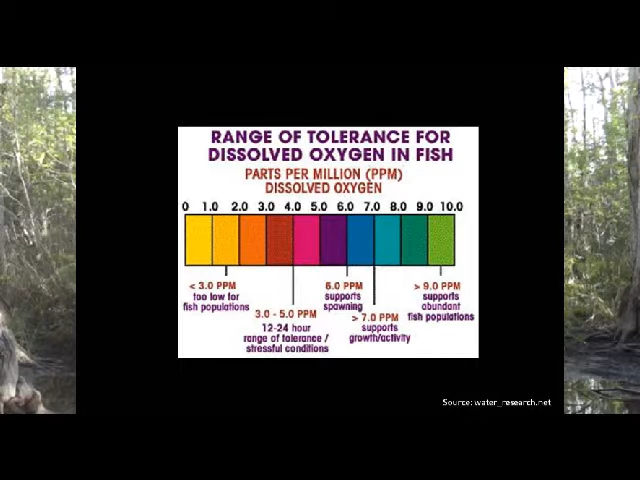 RANGE OF TOLERANCE FOR
DISSOLVED OXYGEN IN FISH
PARTS PER MILLION (PPM)
DISSOLVED OXYGEN
0 1.0 2.0 3.0 4.0 5.0 6.0 7.0 8.0 9.0 10.0
< 3.0 PPM
too low for
fish populations
3.0 - 5.0 PPM
12-24 hour
range of tolerance /
stressful conditions
6.0 PPM
supports
spawning
> 7.0 PPM
supports
growth/activity
> 9.0 PPM
supports
abundant
fish populations
Source: water_research.net